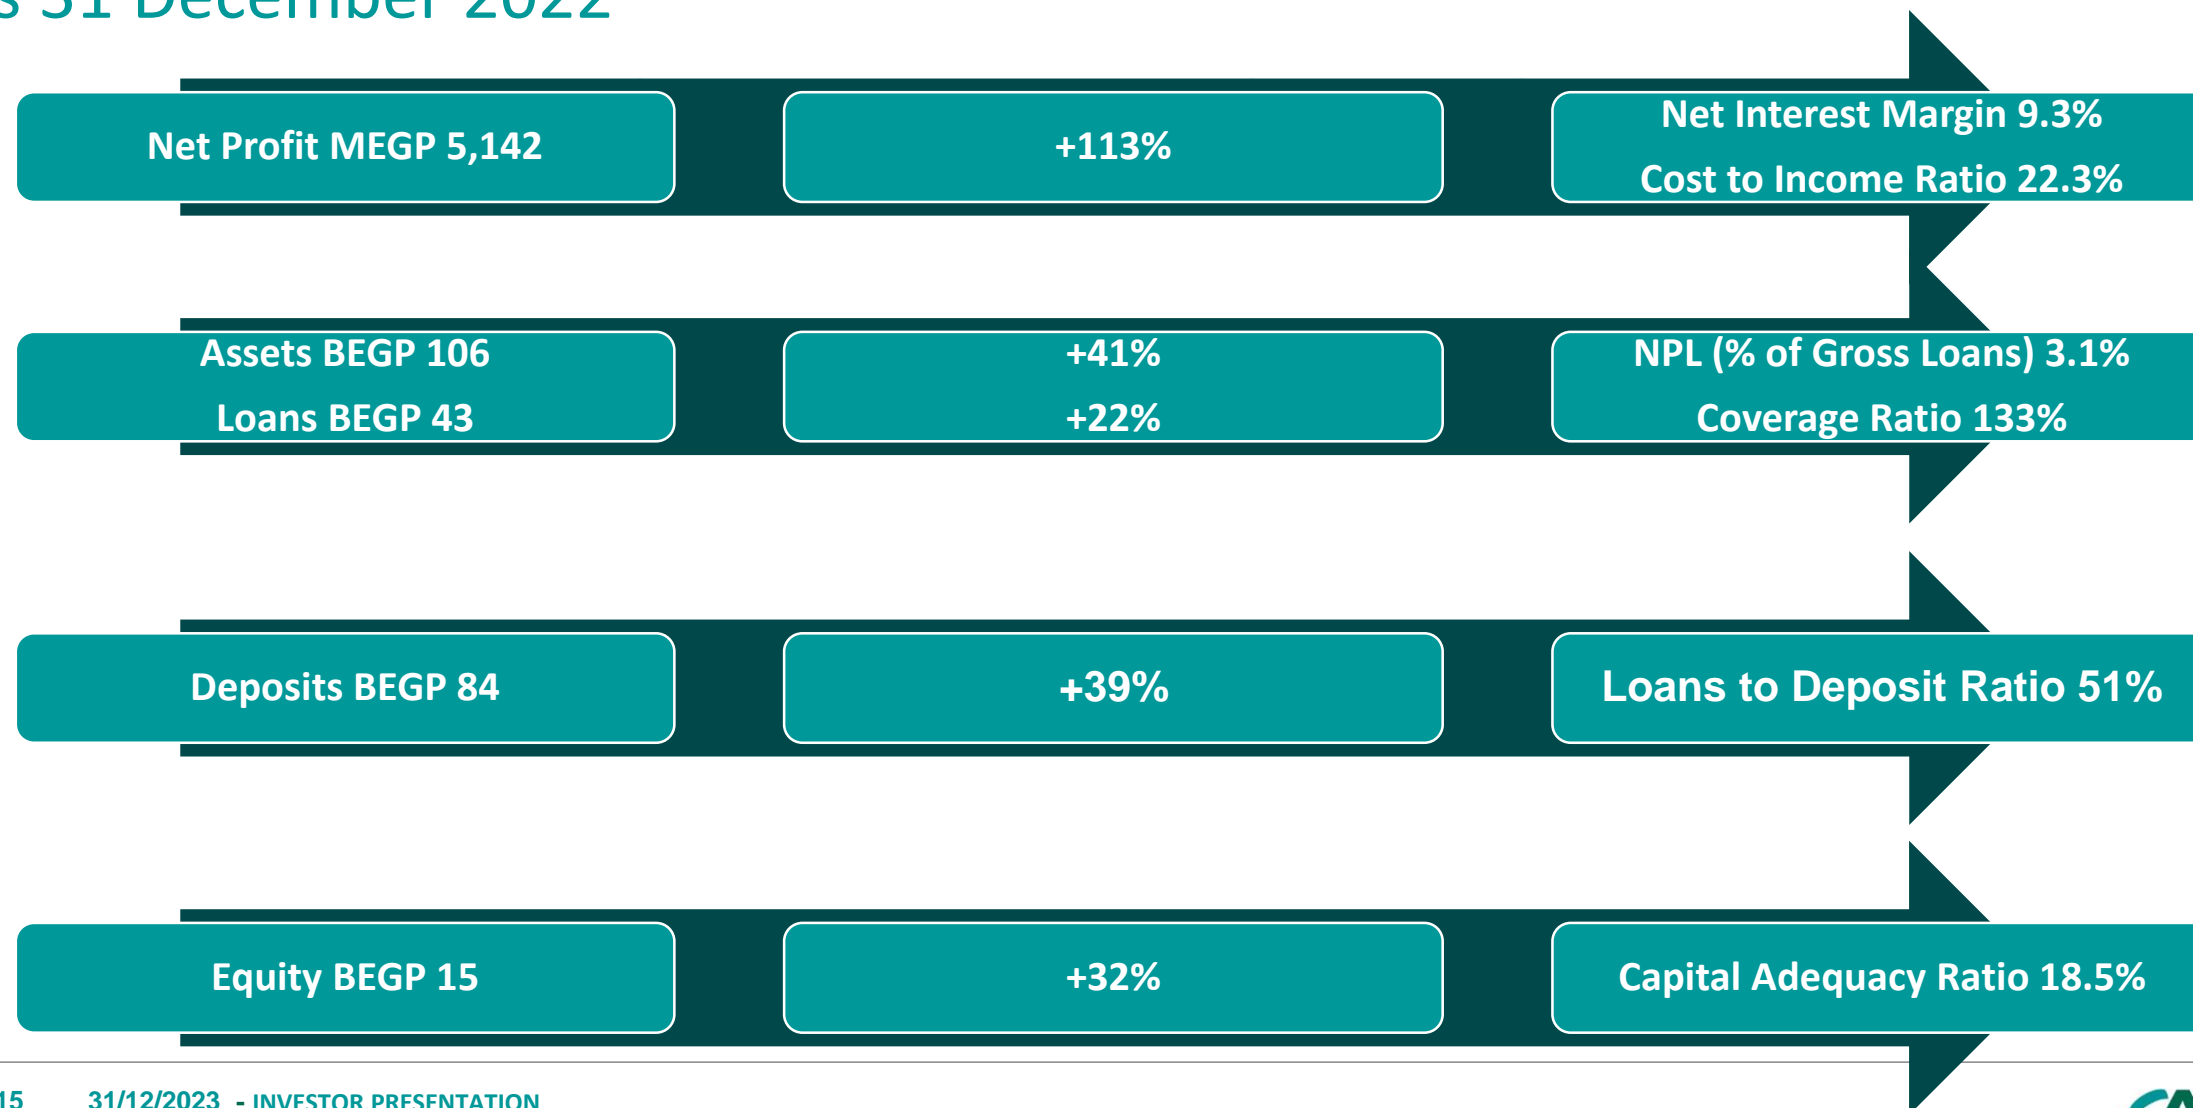 s 31 December 2022
Net Profit MEGP 5,142
+113%
Net Interest Margin 9.3%
Cost to Income Ratio 22.3%
Assets BEGP 106
Loans BEGP 43
+41%
+22%
NPL (% of Gross Loans) 3.1%
Coverage Ratio 133%
Deposits BEGP 84
+39%
Loans to Deposit Ratio 51%
Equity BEGP 15
+32%
Capital Adequacy Ratio 18.5%
15 31/12/2023 - INVESTOR PRESENTATION